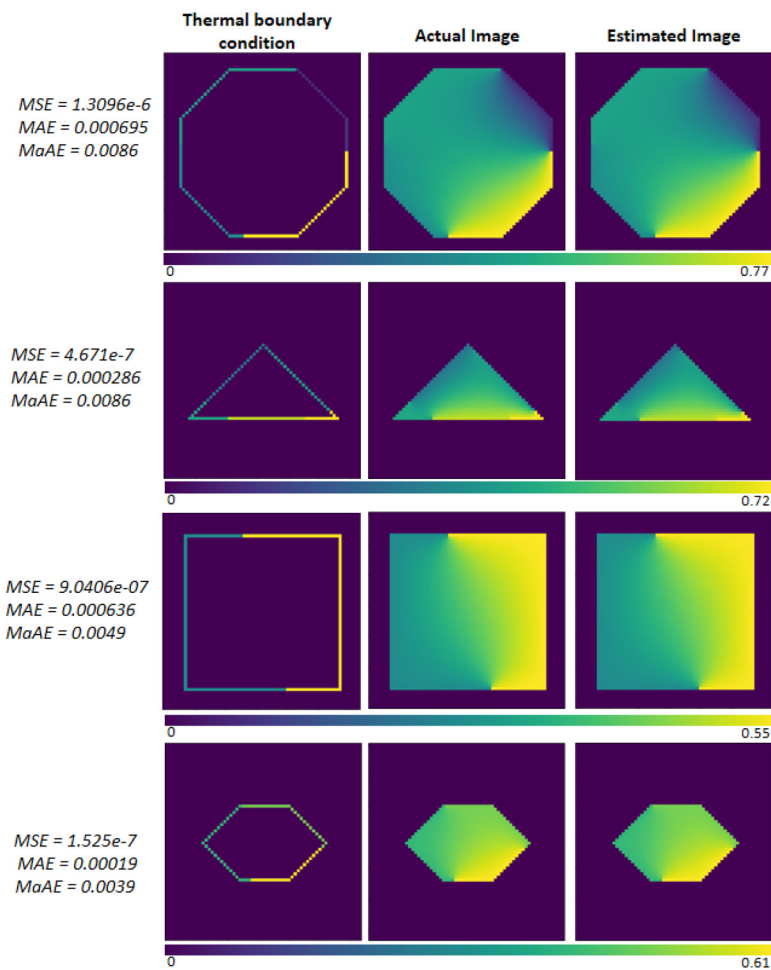 Thermal boundary
condition
Actual Image
Estimated Image
MSE = 1.3096e-6
MAE = 0.000695
MaAE = 0.0086
0
0.77
MSE = 4.671e-7
MAE = 0.000286
MaAE = 0.0086
0
0.72
MSE = 9.0406e-07
MAE = 0.000636
MaAE = 0.0049
0
0.55
MSE = 1.525e-7
MAE = 0.00019
MaAE = 0.0039
0
0.61